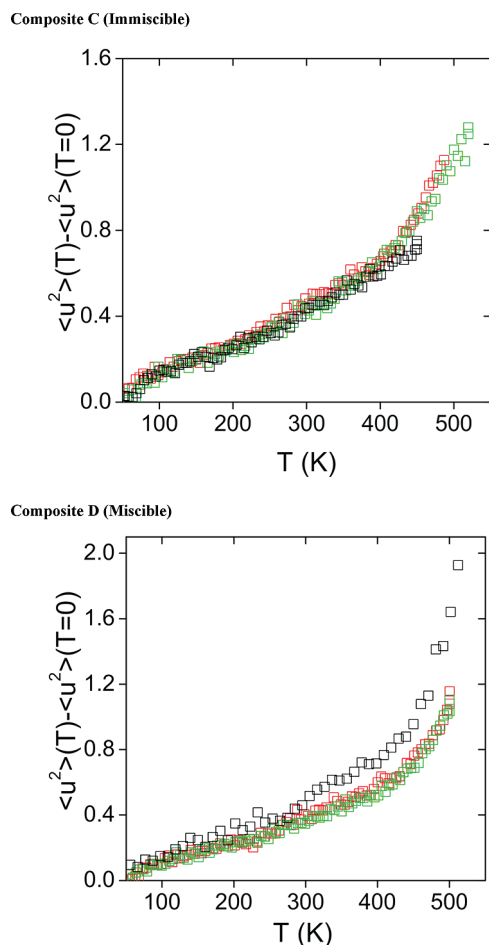 Composite C (Immiscible)
1.6
1.2
0.8
0.4
0.0
<u²>(T)-<u²>(T=0)
100 200 300 400 500
T (K)
Composite D (Miscible)
2.0
1.6
1.2
0.8
0.4
0.0
<u²>(T)-<u²>(T=0)
100 200 300 400 500
T (K)